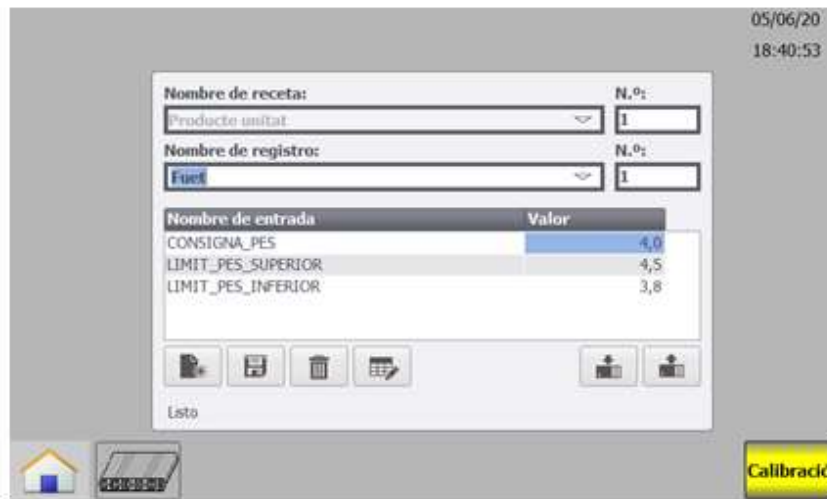 05/06/20
18:40:53
Nombre de receta:
N.º:
Producte unitat
1
Nombre de registro:
N.º:
Fuet
1
Nombre de entrada Valor
CONSIGNA_PES 4,0
LIMIT_PES_SUPERIOR 4,5
LIMIT_PES_INFERIOR 3,8
Listo
Calibració